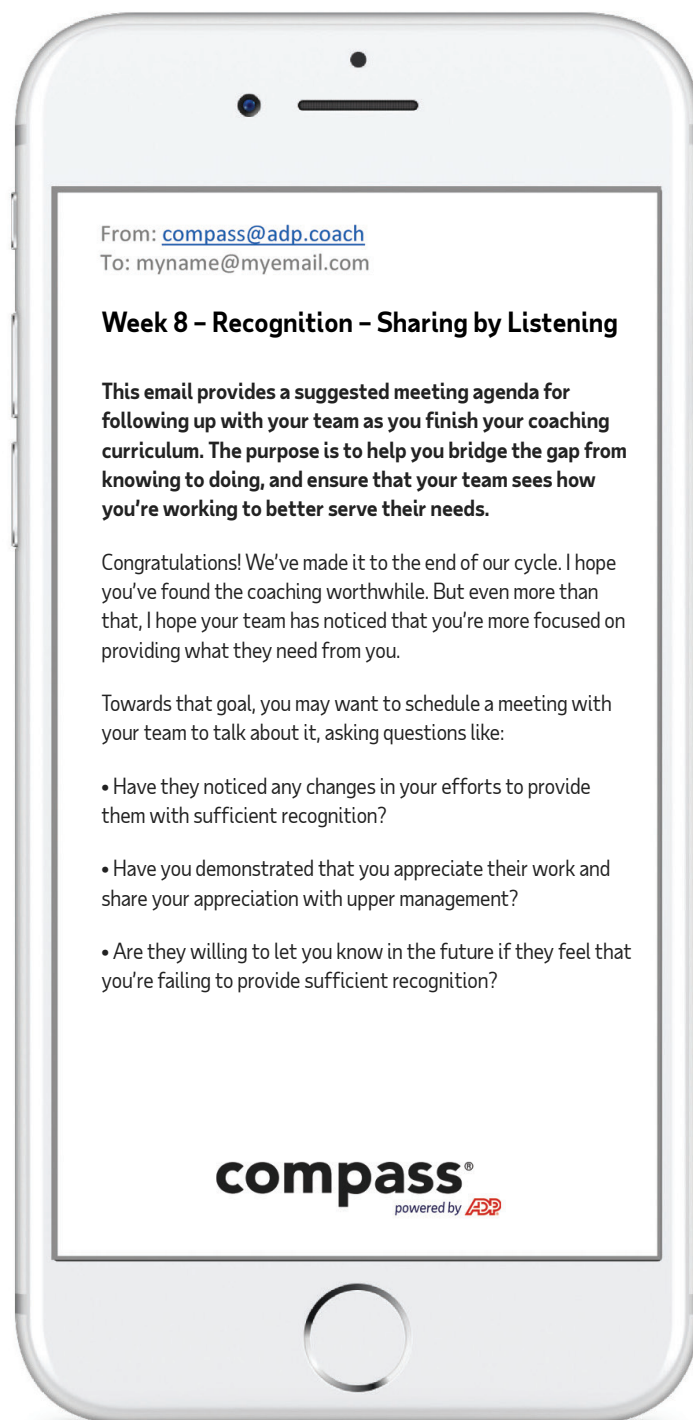 From: compass@adp.coach
To: myname@myemail.com
Week 8 – Recognition – Sharing by Listening
This email provides a suggested meeting agenda for
following up with your team as you finish your coaching
curriculum. The purpose is to help you bridge the gap from
knowing to doing, and ensure that your team sees how
you're working to better serve their needs.
Congratulations! We've made it to the end of our cycle. I hope
you've found the coaching worthwhile. But even more than
that, I hope your team has noticed that you're more focused on
providing what they need from you.
Towards that goal, you may want to schedule a meeting with
your team to talk about it, asking questions like:
• Have they noticed any changes in your efforts to provide
them with sufficient recognition?
• Have you demonstrated that you appreciate their work and
share your appreciation with upper management?
• Are they willing to let you know in the future if they feel that
you're failing to provide sufficient recognition?
compass®
powered by ADP